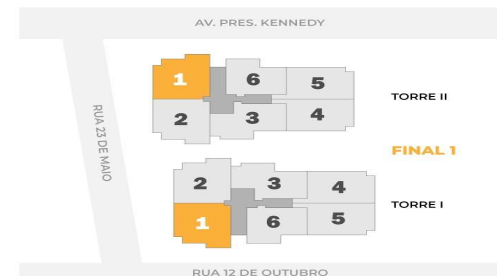 AV. PRES. KENNEDY
RUA 23 DE MAIO
1 6 5
2 3 4
TORRE II
FINAL 1
2 3 4
1 6 5
TORRE I
RUA 12 DE OUTUBRO